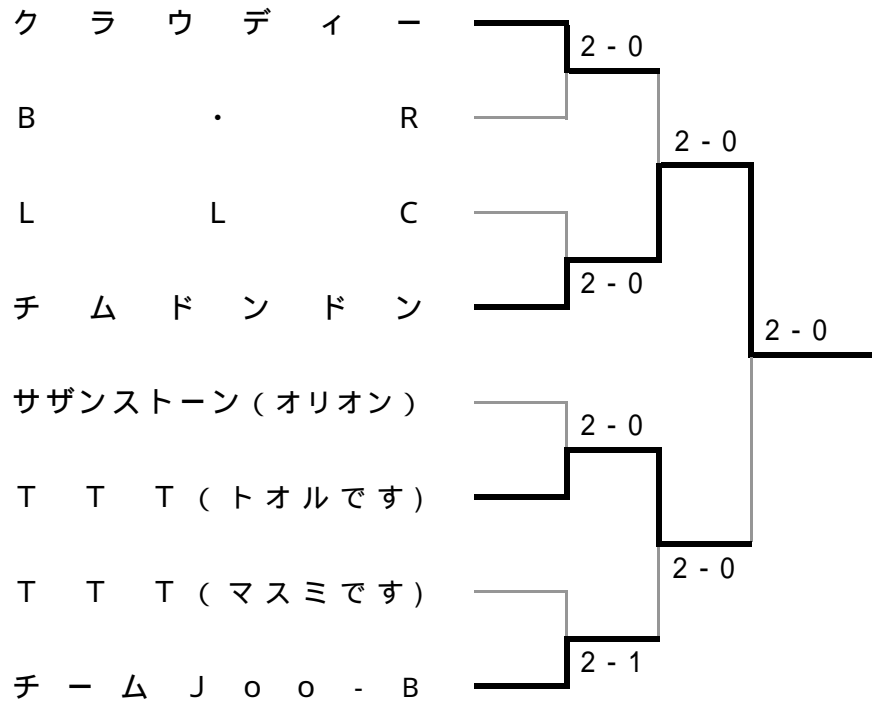 クラウディー
2-0
B・R
2-0
LLC
2-0
チムドンドン
2-0
サザンストーン(オリオン)
2-0
TTT(トオルです)
2-0
TTT(マスミです)
2-1
チームJoo-B